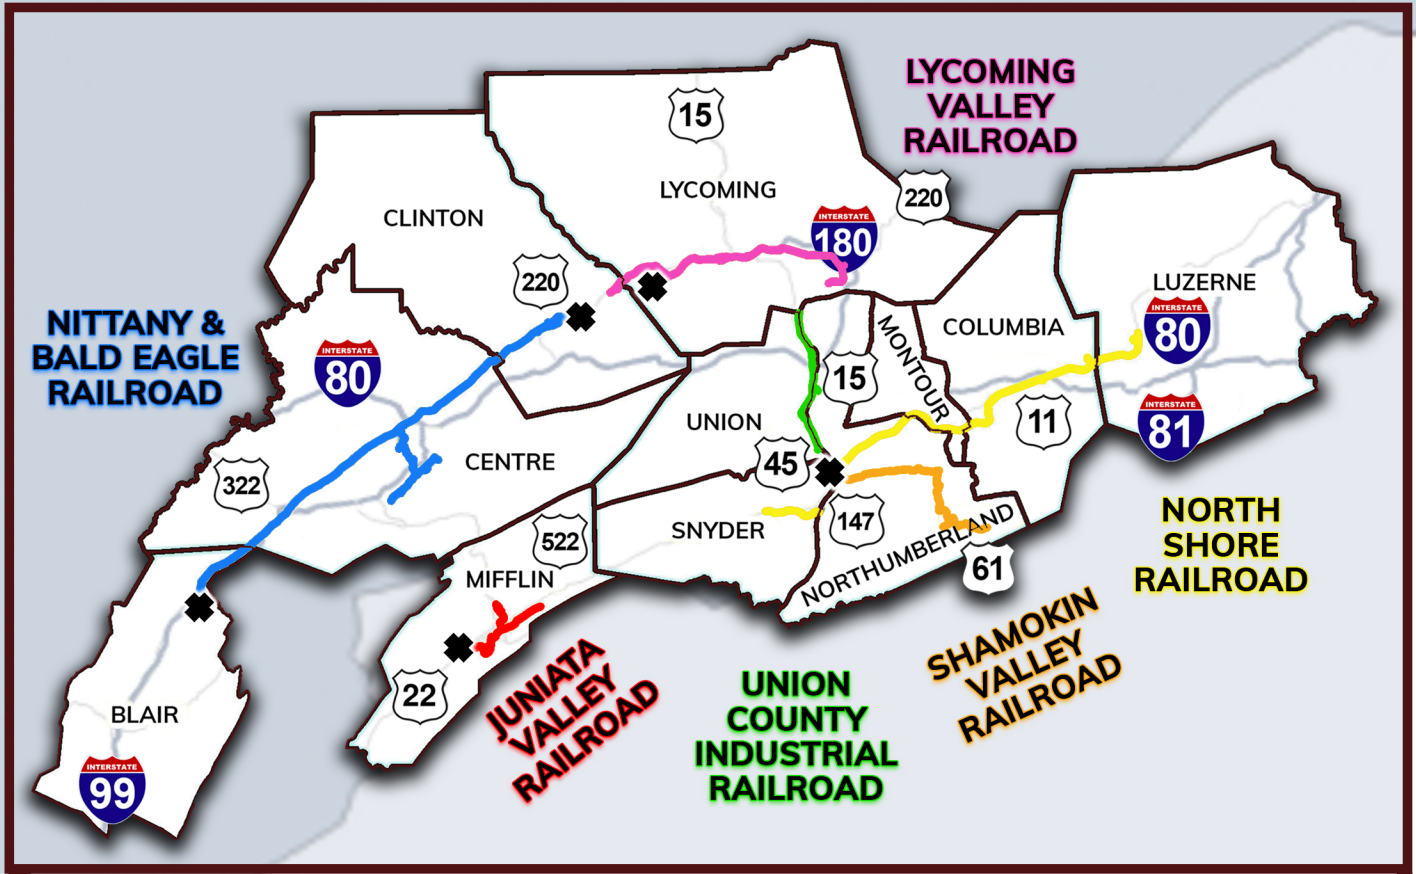 LYCOMING
VALLEY
RAILROAD
15
LYCOMING
220
CLINTON
INTERSTATE
180
220
LUZERNE
INTERSTATE
80
NITTANY &
BALD EAGLE
RAILROAD
INTERSTATE
80
COLUMBIA
MONTOUR
15
11
INTERSTATE
81
UNION
45
CENTRE
322
SNYDER
147
522
NORTHUMBERLAND
61
NORTH
SHORE
RAILROAD
MIFFLIN
22
BLAIR
INTERSTATE
99
JUNIATA
VALLEY
RAILROAD
UNION
COUNTY
INDUSTRIAL
RAILROAD
SHAMOKIN
VALLEY
RAILROAD